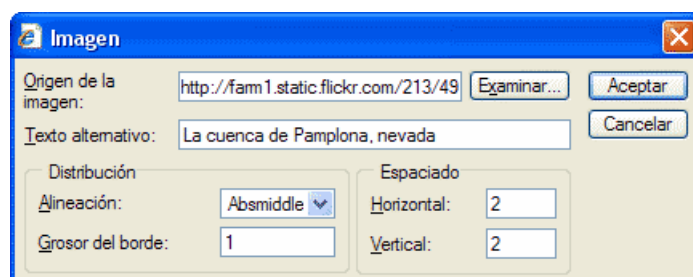 Imagen
Origen de la imagen: http://farm1.static.flickr.com/213/49 Examinar... Aceptar
Texto alternativo: La cuenca de Pamplona, nevada Cancelar
Distribución Espaciado
Alineación: Absmiddle Horizontal: 2
Grosor del borde: 1 Vertical: 2